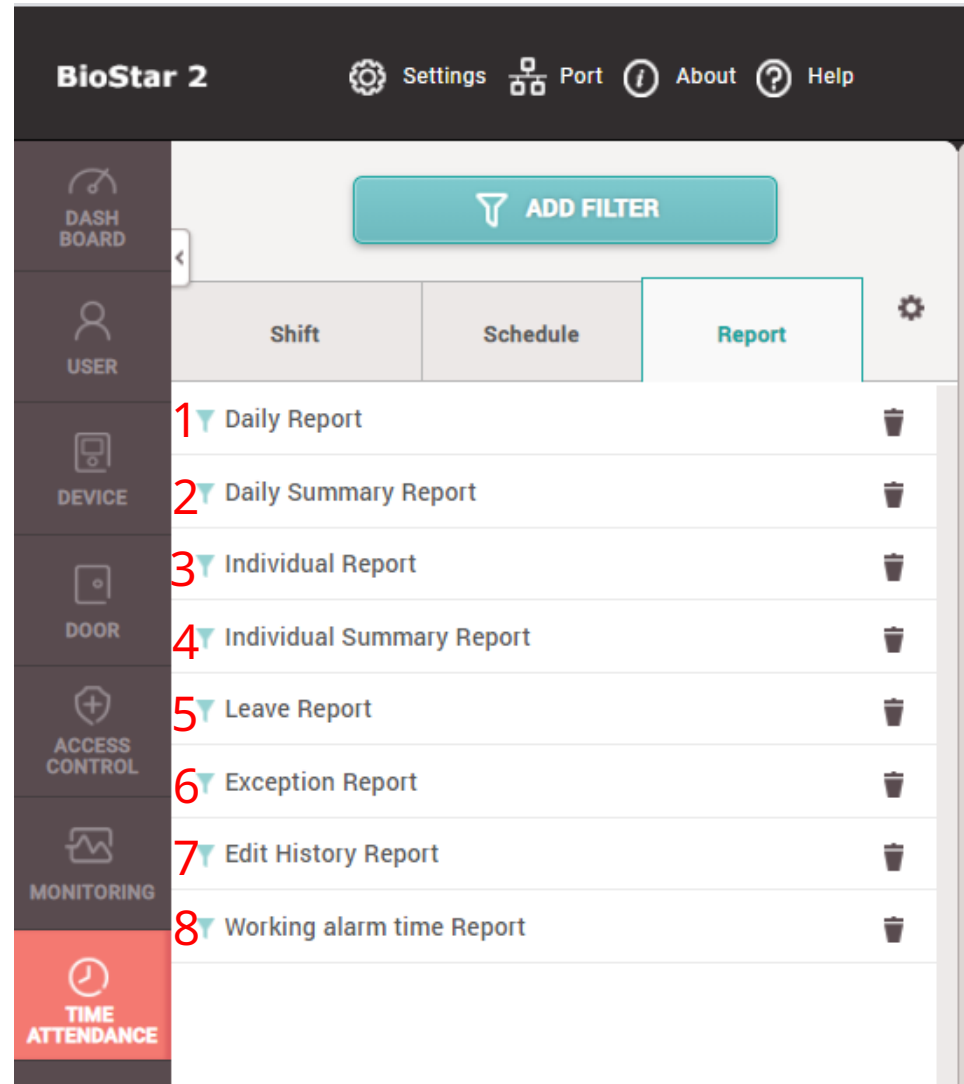 BioStar 2 Settings Port About Help
DASH
BOARD
USER
DEVICE
DOOR
ACCESS
CONTROL
MONITORING
TIME
ATTENDANCE
ADD FILTER
Shift Schedule Report
1 Daily Report
2 Daily Summary Report
3 Individual Report
4 Individual Summary Report
5 Leave Report
6 Exception Report
7 Edit History Report
8 Working alarm time Report